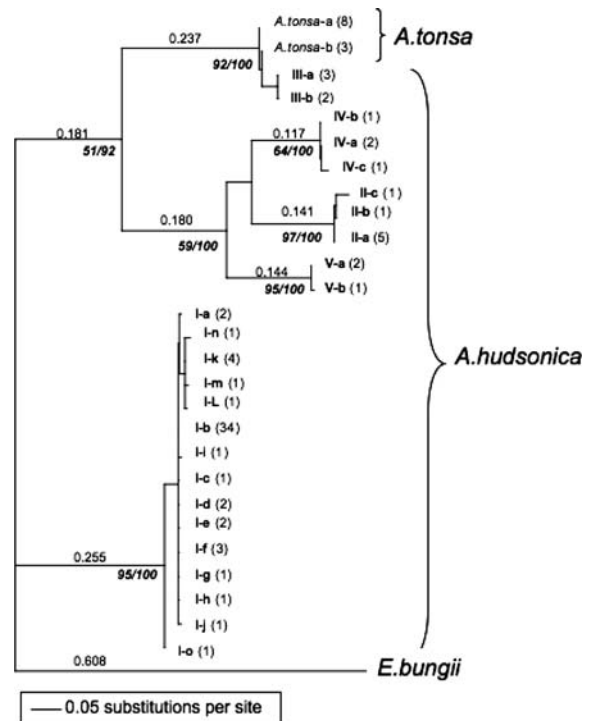 0.237
A.tonsa-a (8)
A.tonsa-b (3)
A.tonsa
92/100
III-a (3)
III-b (2)
0.181
51/92
IV-b (1)
0.117
IV-a (2)
64/100
IV-c (1)
II-c (1)
0.141
II-b (1)
0.180
II-a (5)
97/100
59/100
V-a (2)
0.144
V-b (1)
95/100
I-a (2)
I-n (1)
I-k (4)
A.hudsonica
I-m (1)
I-L (1)
I-b (34)
I-i (1)
I-c (1)
I-d (2)
I-e (2)
I-f (3)
0.255
95/100
I-g (1)
I-h (1)
I-j (1)
I-o (1)
0.608
E.bungii
0.05 substitutions per site